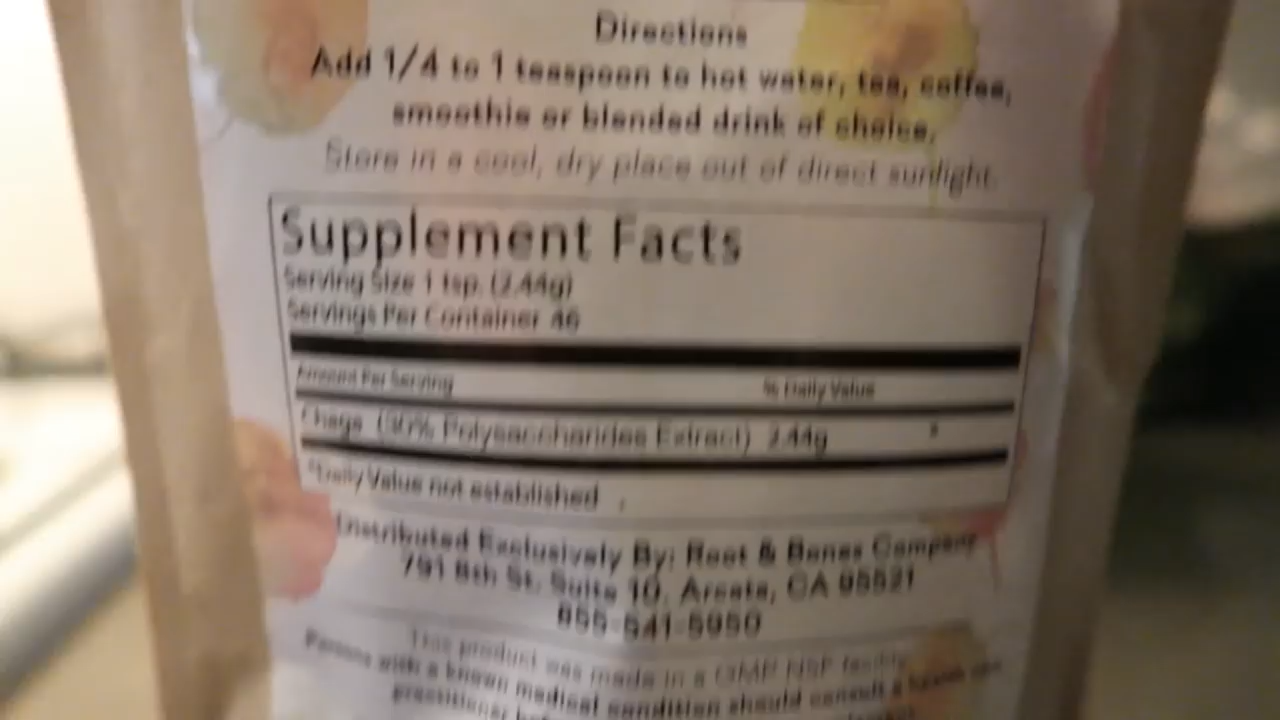 Directions
Add 1/4 to 1 teaspoon to hot water, tea, coffee,
smoothie or blended drink of choice.
Store in a cool, dry place out of direct sunlight.
Supplement Facts
Serving Size 1 tsp. (2.44g)
Servings Per Container 46
Amount Per Serving % Daily Value
Chaga (30% Polysaccharides Extract) 2.44g *
*Daily Value not established
Distributed Exclusively By: Root & Bones Company
791 8th St. Suite 10, Arcata, CA 95521
855-541-5950
This product was made in a GMP NSF facility
Persons with a known medical condition should consult a health care
practitioner before